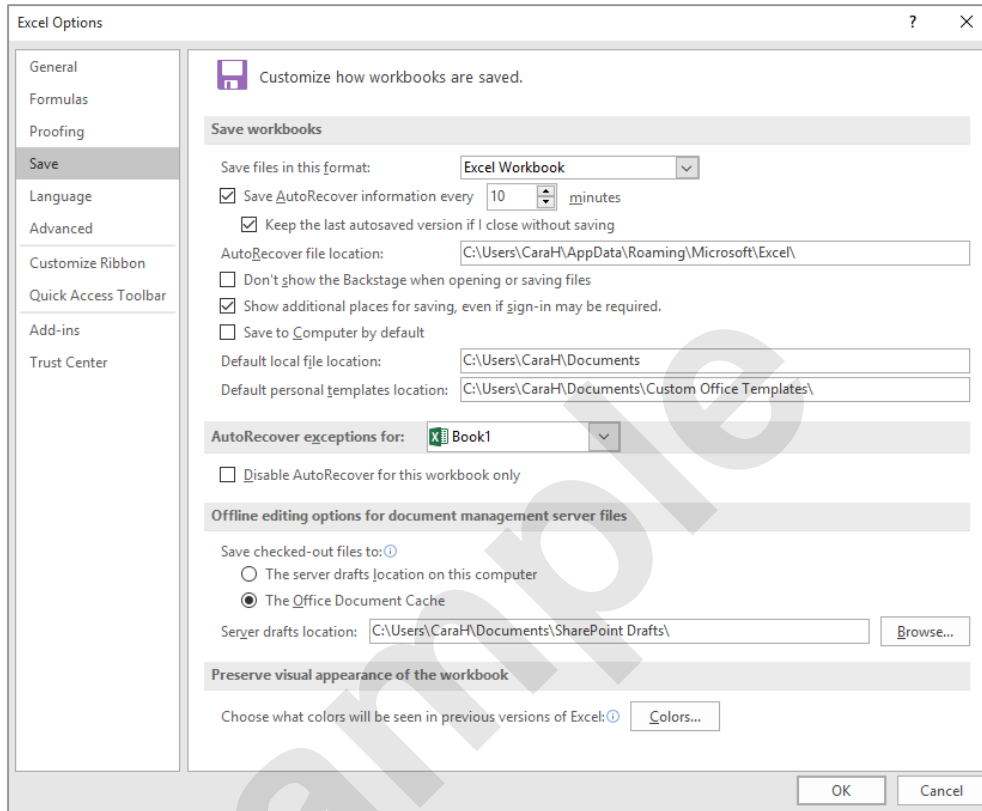 Excel Options
General
Formulas
Proofing
Save
Language
Advanced
Customize Ribbon
Quick Access Toolbar
Add-ins
Trust Center
Customize how workbooks are saved.
Save workbooks
Save files in this format: Excel Workbook
Save AutoRecover information every 10 minutes
Keep the last autosaved version if I close without saving
AutoRecover file location: C:\Users\CaraH\AppData\Roaming\Microsoft\Excel\
Don't show the Backstage when opening or saving files
Show additional places for saving, even if sign-in may be required.
Save to Computer by default
Default local file location: C:\Users\CaraH\Documents
Default personal templates location: C:\Users\CaraH\Documents\Custom Office Templates\
AutoRecover exceptions for: Book1
Disable AutoRecover for this workbook only
Offline editing options for document management server files
Save checked-out files to:
The server drafts location on this computer
The Office Document Cache
Server drafts location: C:\Users\CaraH\Documents\SharePoint Drafts\ Browse...
Preserve visual appearance of the workbook
Choose what colors will be seen in previous versions of Excel: Colors...
OK Cancel
ample